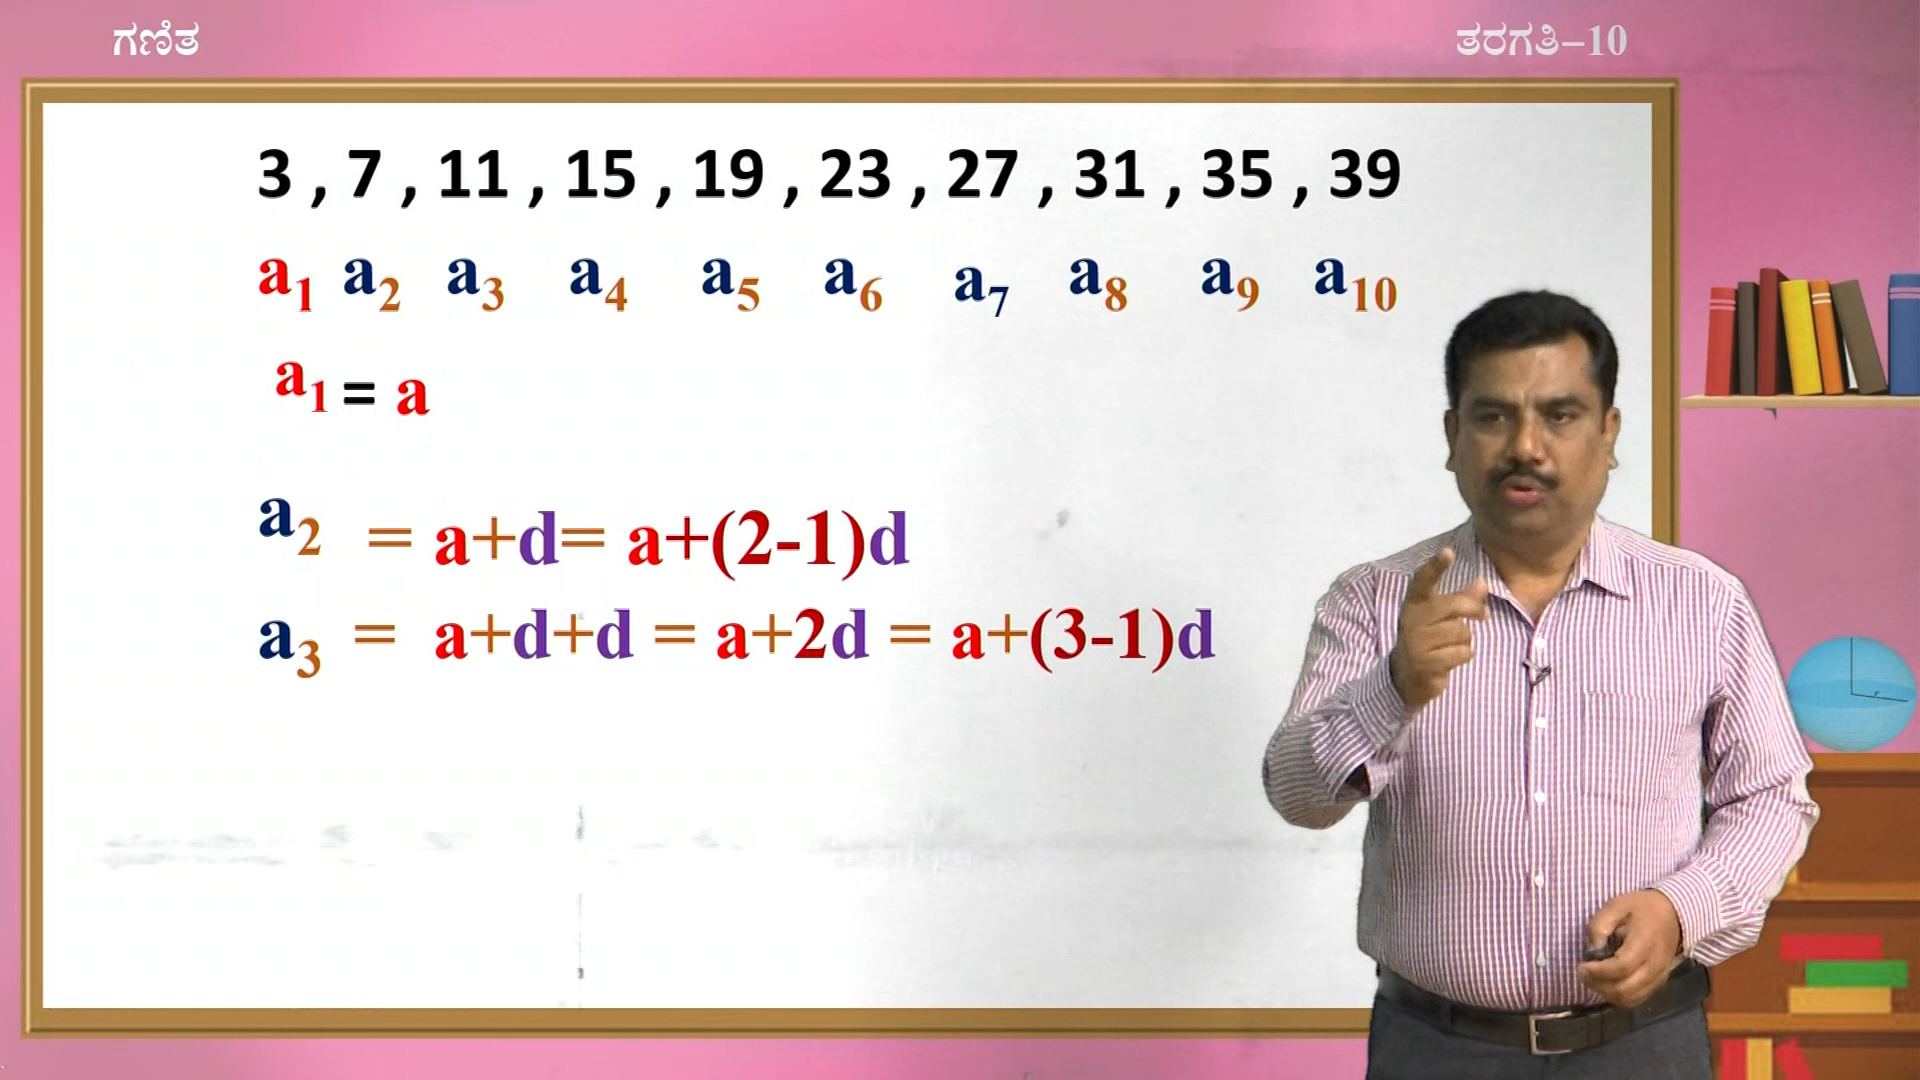 ಗಣಿತ
ತರಗತಿ–10
3 , 7 , 11 , 15 , 19 , 23 , 27 , 31 , 35 , 39
a₁ a₂ a₃ a₄ a₅ a₆ a₇ a₈ a₉ a₁₀
a₁ = a
a₂ = a+d= a+(2-1)d
a₃ = a+d+d = a+2d = a+(3-1)d